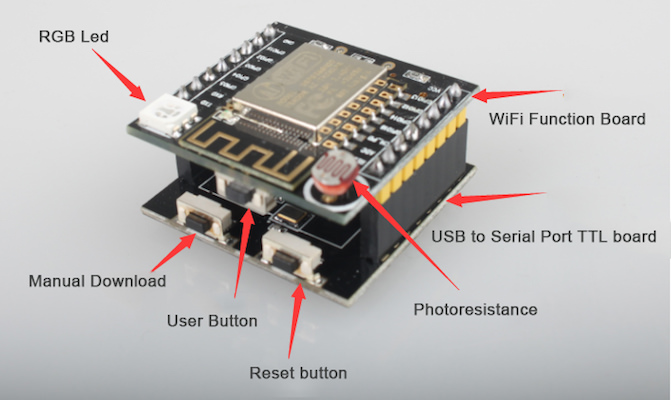 RGB Led
WiFi Function Board
USB to Serial Port TTL board
Manual Download
Photoresistance
User Button
Reset button